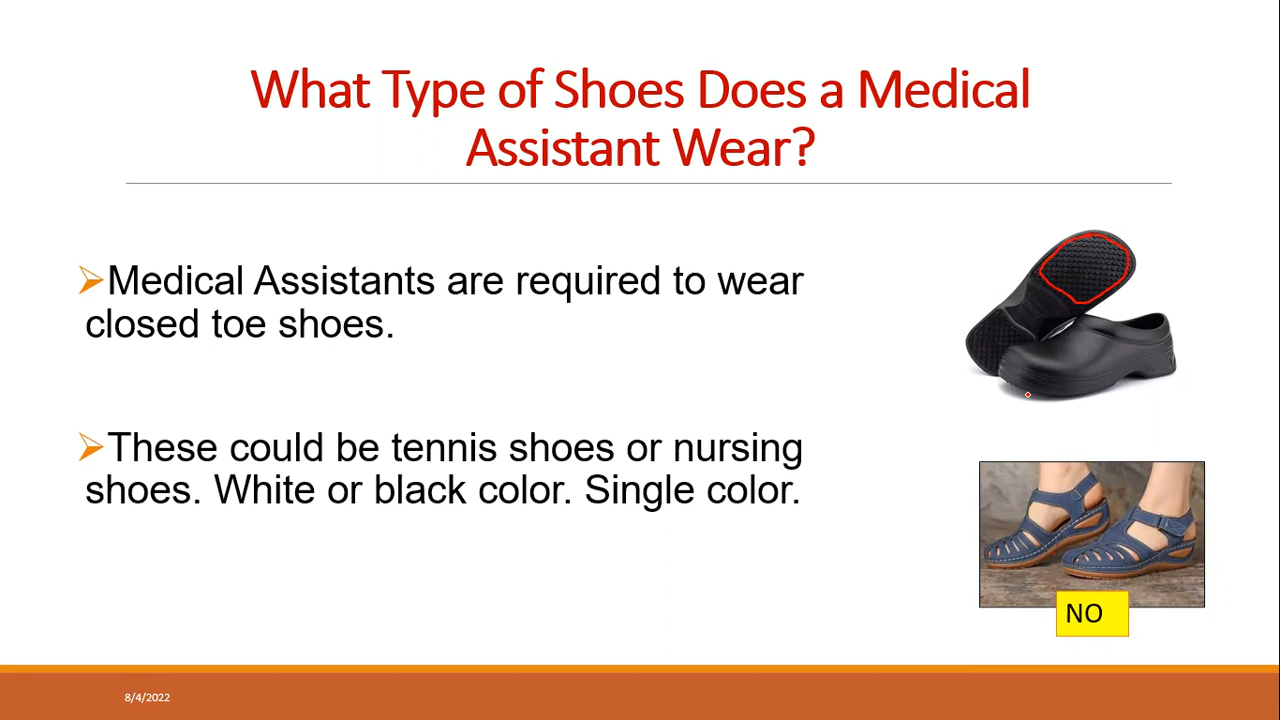 What Type of Shoes Does a Medical
Assistant Wear?
Medical Assistants are required to wear
closed toe shoes.
These could be tennis shoes or nursing
shoes. White or black color. Single color.
NO
8/4/2022